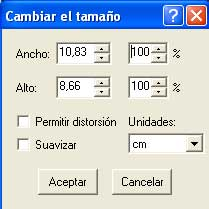 Cambiar el tamaño ?
Ancho: 10,83 100 %
Alto: 8,66 100 %
Permitir distorsión Unidades:
Suavizar cm
Aceptar Cancelar